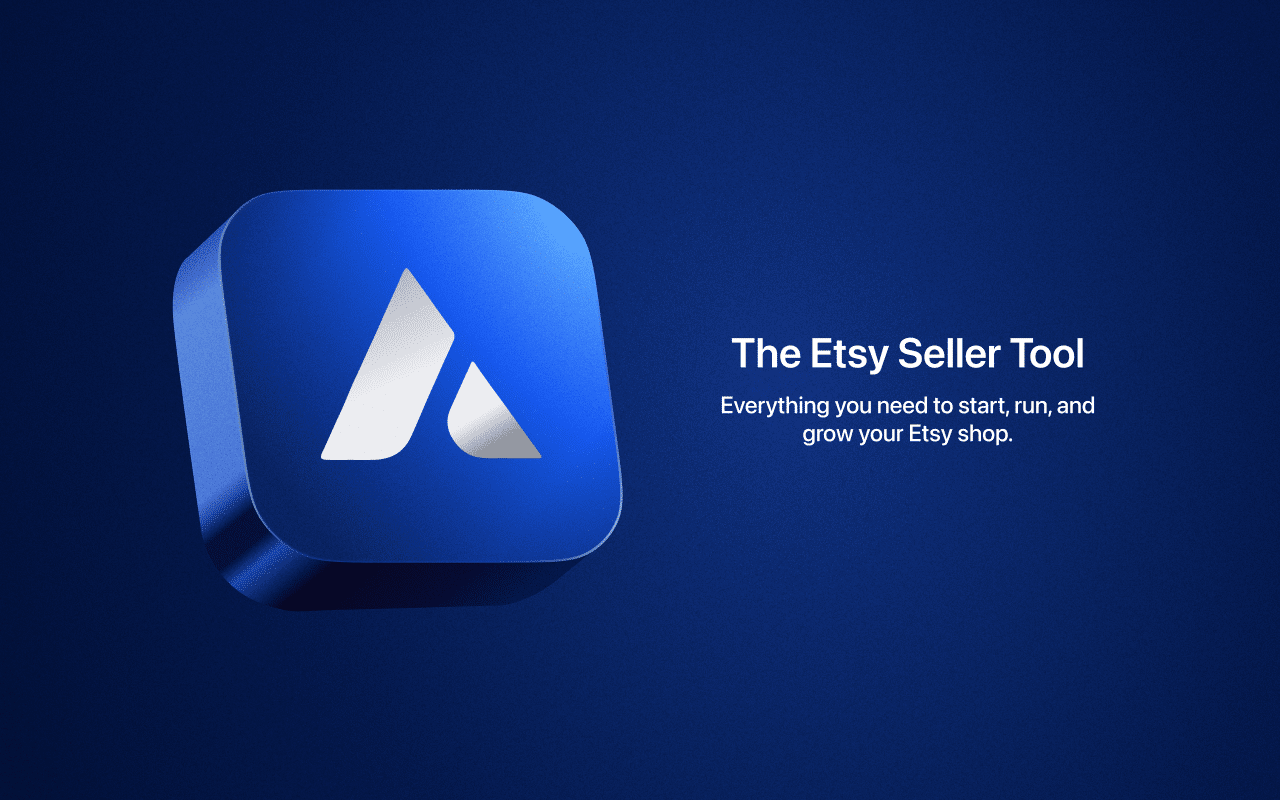 The Etsy Seller Tool
Everything you need to start, run, and
grow your Etsy shop.